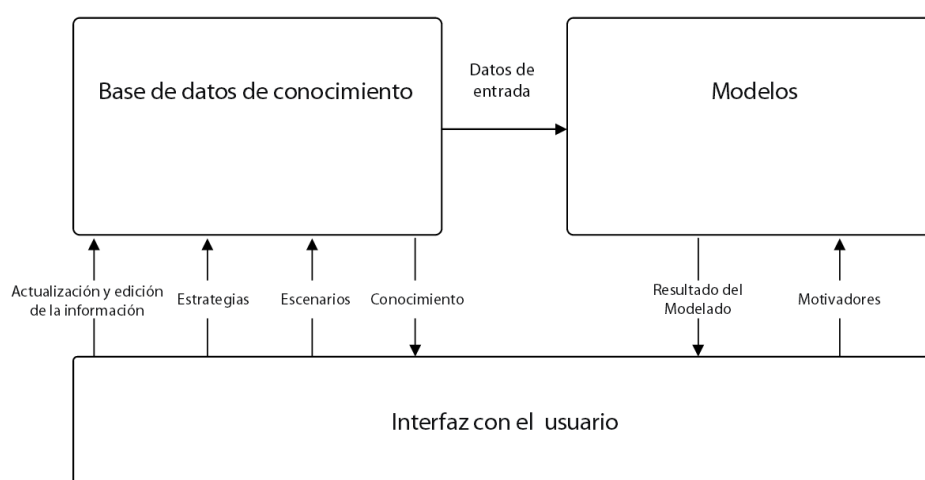 Base de datos de conocimiento
Datos de
entrada
Modelos
Actualización y edición
de la información
Estrategias
Escenarios
Conocimiento
Resultado del
Modelado
Motivadores
Interfaz con el usuario